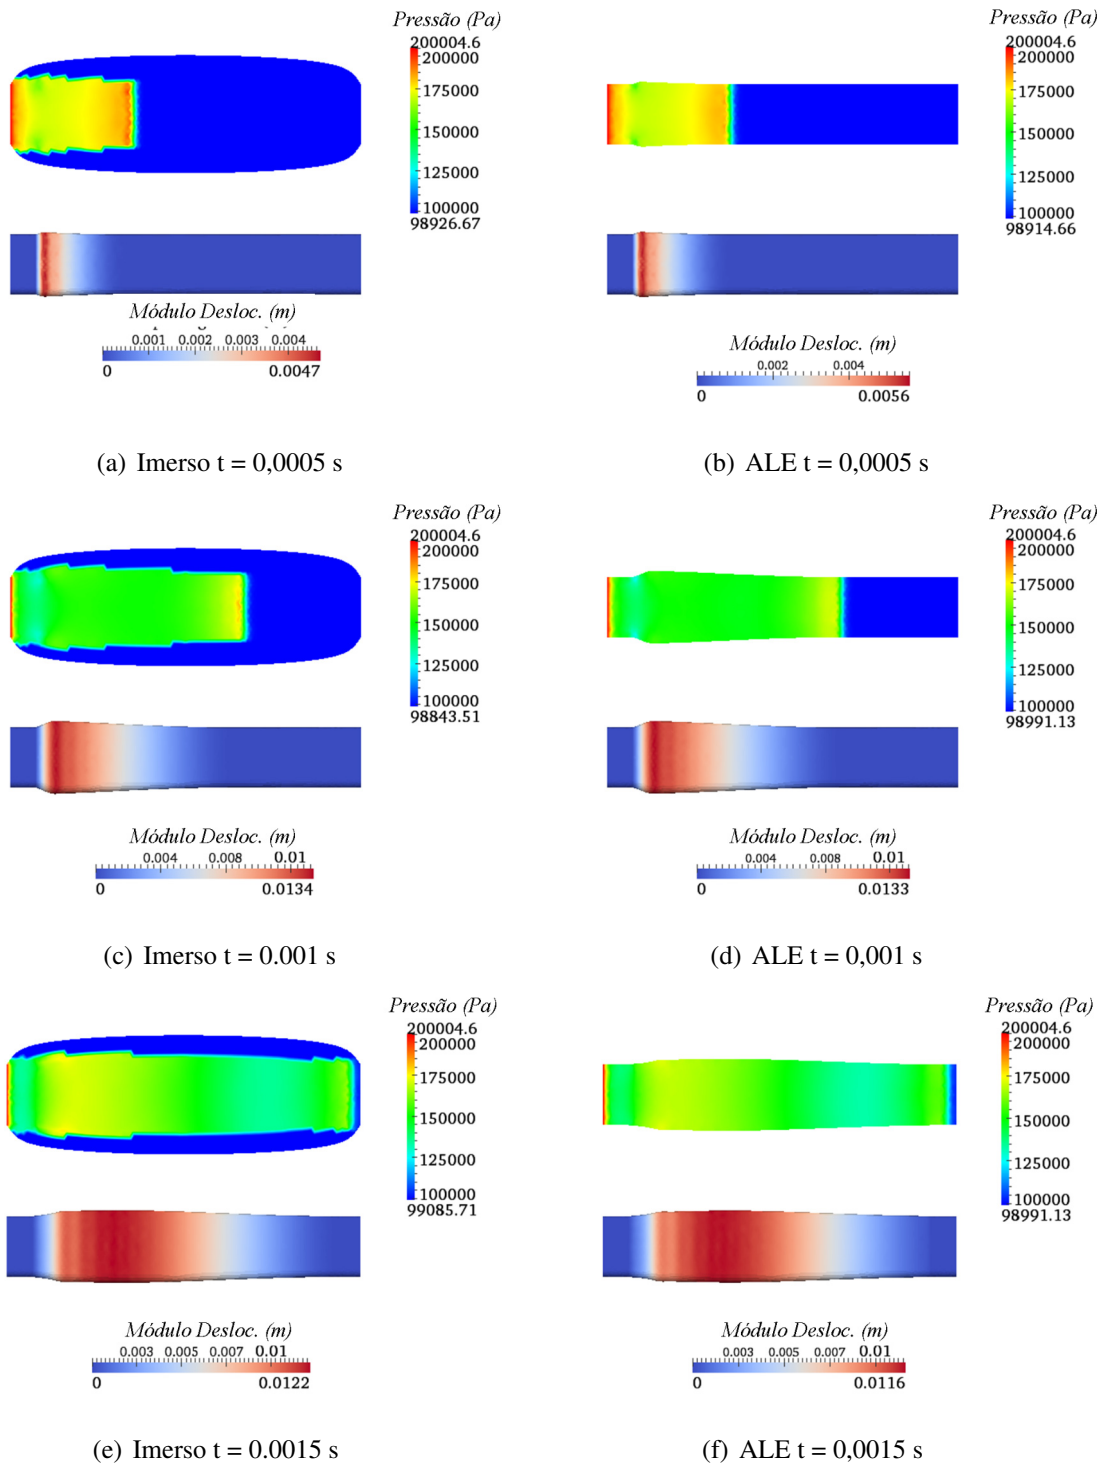 Pressão (Pa)
200004.6
200000
175000
150000
125000
100000
98926.67
Módulo Desloc. (m)
0.001 0.002 0.003 0.004
0 0.0047
(a) Imerso t = 0,0005 s
Pressão (Pa)
200004.6
200000
175000
150000
125000
100000
98914.66
Módulo Desloc. (m)
0.002 0.004
0 0.0056
(b) ALE t = 0,0005 s
Pressão (Pa)
200004.6
200000
175000
150000
125000
100000
98843.51
Módulo Desloc. (m)
0.004 0.008 0.01
0 0.0134
(c) Imerso t = 0.001 s
Pressão (Pa)
200004.6
200000
175000
150000
125000
100000
98991.13
Módulo Desloc. (m)
0.004 0.008 0.01
0 0.0133
(d) ALE t = 0,001 s
Pressão (Pa)
200004.6
200000
175000
150000
125000
100000
99085.71
Módulo Desloc. (m)
0.003 0.005 0.007 0.01
0 0.0122
(e) Imerso t = 0.0015 s
Pressão (Pa)
200004.6
200000
175000
150000
125000
100000
98991.13
Módulo Desloc. (m)
0.003 0.005 0.007 0.01
0 0.0116
(f) ALE t = 0,0015 s